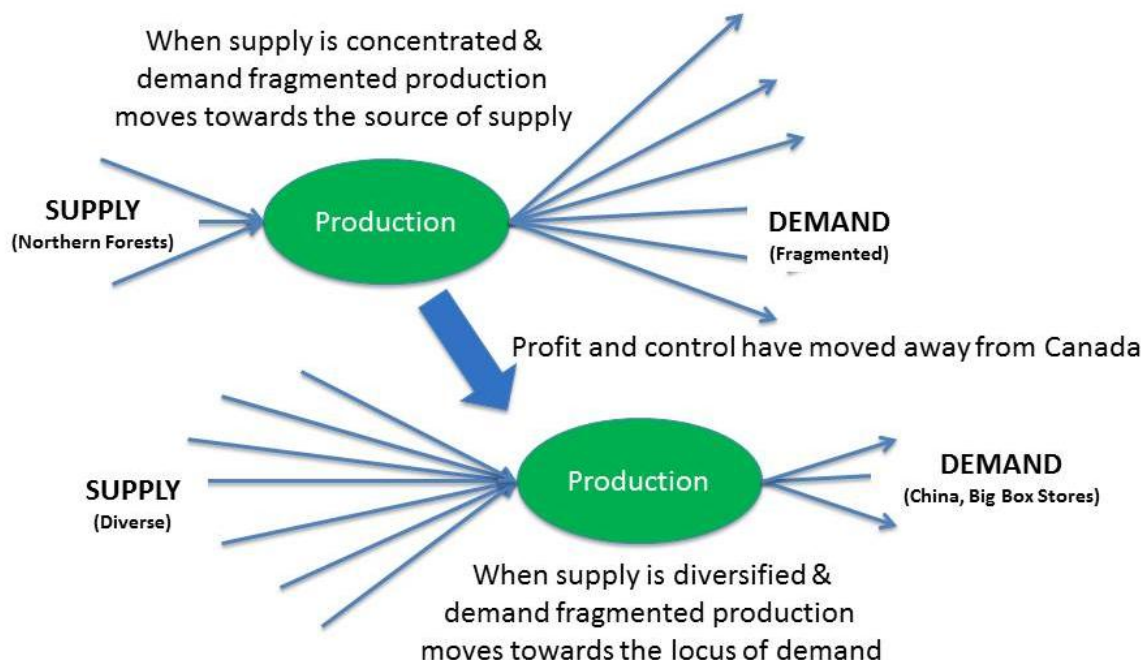 When supply is concentrated &
demand fragmented production
moves towards the source of supply
SUPPLY
(Northern Forests)
Production
DEMAND
(Fragmented)
Profit and control have moved away from Canada
SUPPLY
(Diverse)
Production
DEMAND
(China, Big Box Stores)
When supply is diversified &
demand fragmented production
moves towards the locus of demand